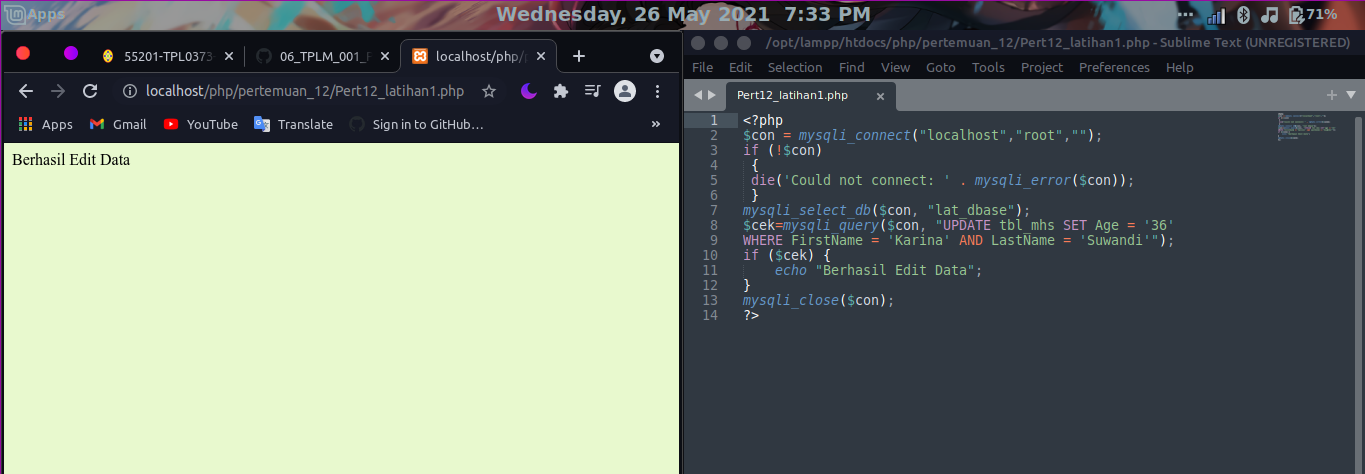 Apps
Wednesday, 26 May 2021 7:33 PM
71%
55201-TPL0373
06_TPLM_001_
localhost/php/
localhost/php/pertemuan_12/Pert12_latihan1.php
Apps
Gmail
YouTube
Translate
Sign in to GitHub…
»
Berhasil Edit Data
/opt/lampp/htdocs/php/pertemuan_12/Pert12_latihan1.php - Sublime Text (UNREGISTERED)
File Edit Selection Find View Goto Tools Project Preferences Help
Pert12_latihan1.php
1 <?php
2 $con = mysqli_connect("localhost","root","");
3 if (!$con)
4 {
5 die('Could not connect: ' . mysqli_error($con));
6 }
7 mysqli_select_db($con, "lat_dbase");
8 $cek=mysqli_query($con, "UPDATE tbl_mhs SET Age = '36'
9 WHERE FirstName = 'Karina' AND LastName = 'Suwandi'");
10 if ($cek) {
11 echo "Berhasil Edit Data";
12 }
13 mysqli_close($con);
14 ?>